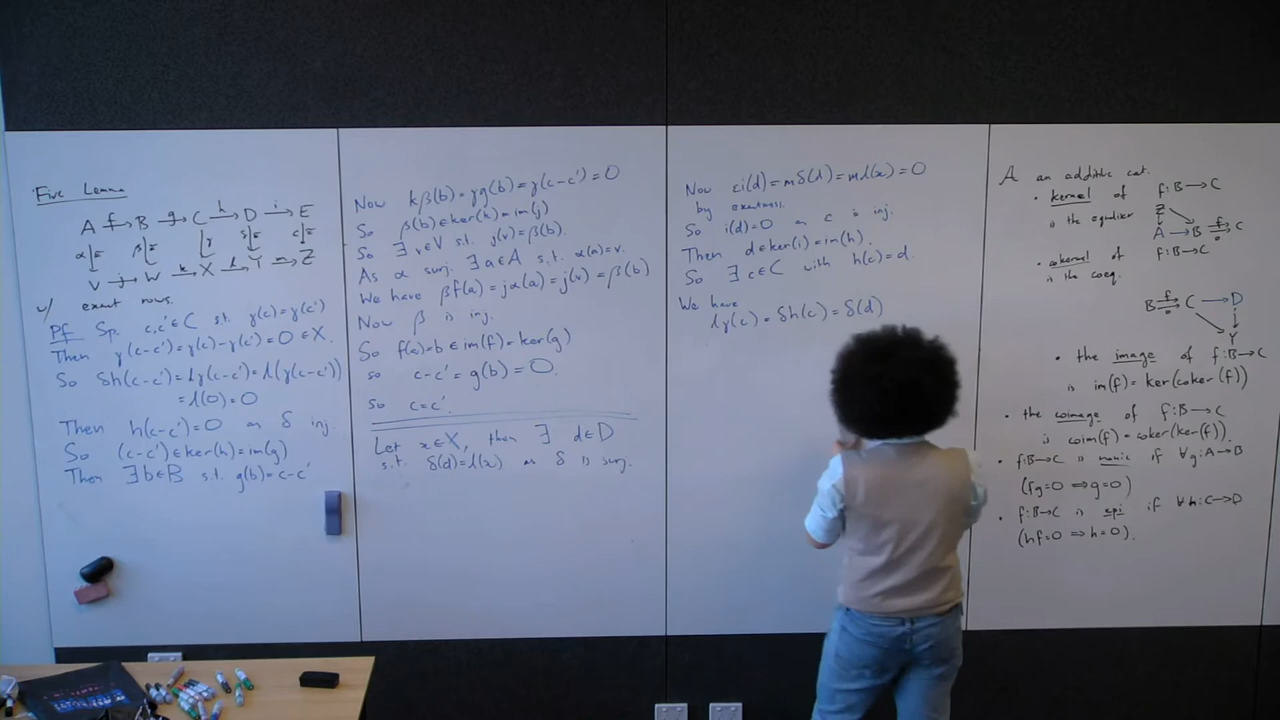 Five Lemma
A →f B →g C →h D →i E
α|≅ β|≅ |γ δ|≅ ε|≅
V →j W →k X →l Y →m Z
w/ exact rows.
Pf Sp. c,c'∈C s.t. γ(c)=γ(c')
Then γ(c-c')=γ(c)-γ(c')=0∈X.
So δh(c-c')=lγ(c-c')=l(γ(c-c'))
=l(0)=0
Then h(c-c')=0 as δ inj.
So (c-c')∈ker(h)=im(g)
Then ∃b∈B s.t. g(b)=c-c'
Now kβ(b)=γg(b)=γ(c-c')=0
So β(b)∈ker(k)=im(j)
So ∃ v∈V s.t. j(v)=β(b).
As α surj. ∃a∈A s.t. α(a)=v.
We have βf(a)=jα(a)=j(v)=β(b)
Now β is inj.
So f(a)=b∈im(f)=ker(g)
so c-c'=g(b)=0.
so c=c'.
Let x∈X, then ∃ d∈D
s.t. δ(d)=l(x) as δ is surj.
Now εi(d)=mδ(d)=ml(x)=0
by exactness.
So i(d)=0 as ε is inj.
Then d∈ker(i)=im(h).
So ∃ c∈C with h(c)=d.
We have
lγ(c)=δh(c)=δ(d)
A an additive cat.
• kernel of f:B→C
is the equaliser
Z
A → B ⇉ C
f
0
• cokernel of f:B→C
is the coeq.
B ⇉ C → D
f
0
Y
• the image of f:B→C
is im(f)=ker(coker(f))
• the coimage of f:B→C
is coim(f)=coker(ker(f)).
• f:B→C is monic if ∀g:A→B
(fg=0 ⟹ g=0)
• f:B→C is epi if ∀h:C→D
(hf=0 ⟹ h=0).